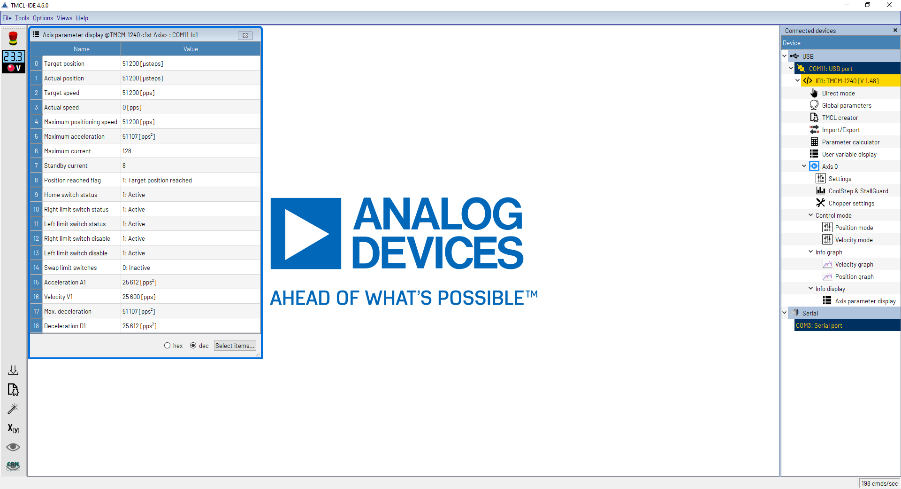 TMCL-IDE 4.6.0
File Tools Options Views Help
23.3
V
Axis parameter display @TMCM-1240-<1st Axis> : COM11-Id1
Name Value
0 Target position 51200 [µsteps]
1 Actual position 51200 [µsteps]
2 Target speed 51200 [pps]
3 Actual speed 0 [pps]
4 Maximum positioning speed 51200 [pps]
5 Maximum acceleration 51107 [pps²]
6 Maximum current 128
7 Standby current 8
8 Position reached flag 1: Target position reached
9 Home switch status 1: Active
10 Right limit switch status 1: Active
11 Left limit switch status 1: Active
12 Right limit switch disable 1: Active
13 Left limit switch disable 1: Active
14 Swap limit switches 0: Inactive
15 Acceleration A1 25612 [pps²]
16 Velocity V1 25600 [pps]
17 Max. deceleration 51107 [pps²]
18 Deceleration D1 25612 [pps²]
hex dec Select items...
ANALOG
DEVICES
AHEAD OF WHAT'S POSSIBLE™
Connected devices
Device
USB
COM11: USB port
ID1: TMCM-1240 [V 1.48]
Direct mode
Global parameters
TMCL creator
Import/Export
Parameter calculator
User variable display
Axis 0
Settings
CoolStep & StallGuard
Chopper settings
Control mode
Position mode
Velocity mode
Info graph
Velocity graph
Position graph
Info display
Axis parameter display
Serial
COM3: Serial port
X[y]
COM
196 cmds/sec